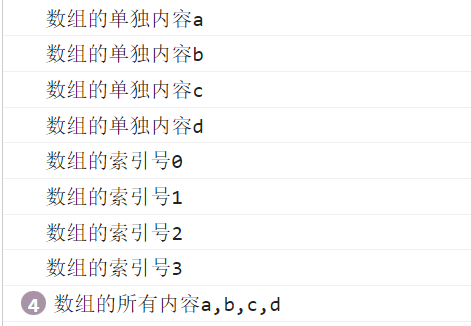 数组的单独内容a
数组的单独内容b
数组的单独内容c
数组的单独内容d
数组的索引号0
数组的索引号1
数组的索引号2
数组的索引号3
4 数组的所有内容a,b,c,d